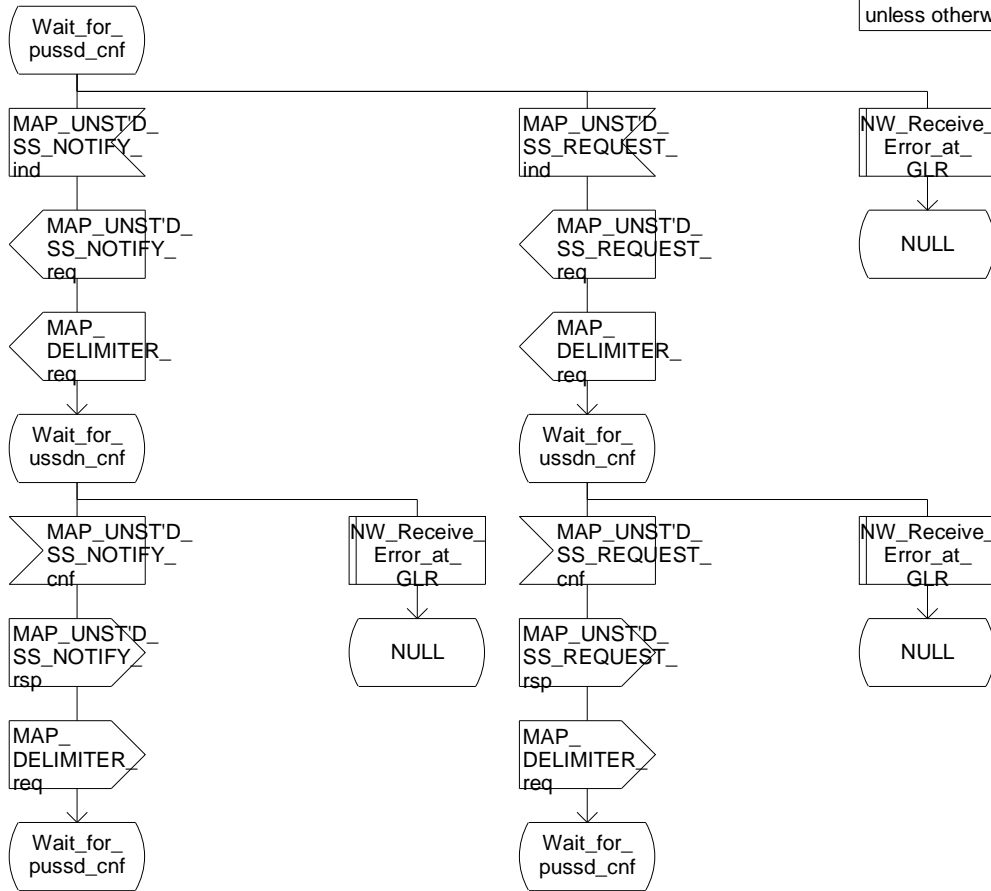 unless otherw
Wait_for_
pussd_cnf
MAP_UNST'D_
SS_NOTIFY_
ind
MAP_UNST'D_
SS_REQUEST_
ind
NW_Receive_
Error_at_
GLR
MAP_UNST'D_
SS_NOTIFY_
req
MAP_UNST'D_
SS_REQUEST_
req
NULL
MAP_
DELIMITER_
req
MAP_
DELIMITER_
req
Wait_for_
ussdn_cnf
Wait_for_
ussdn_cnf
MAP_UNST'D_
SS_NOTIFY_
cnf
NW_Receive_
Error_at_
GLR
MAP_UNST'D_
SS_REQUEST_
cnf
NW_Receive_
Error_at_
GLR
MAP_UNST'D_
SS_NOTIFY_
rsp
NULL
MAP_UNST'D_
SS_REQUEST_
rsp
NULL
MAP_
DELIMITER_
req
MAP_
DELIMITER_
req
Wait_for_
pussd_cnf
Wait_for_
pussd_cnf